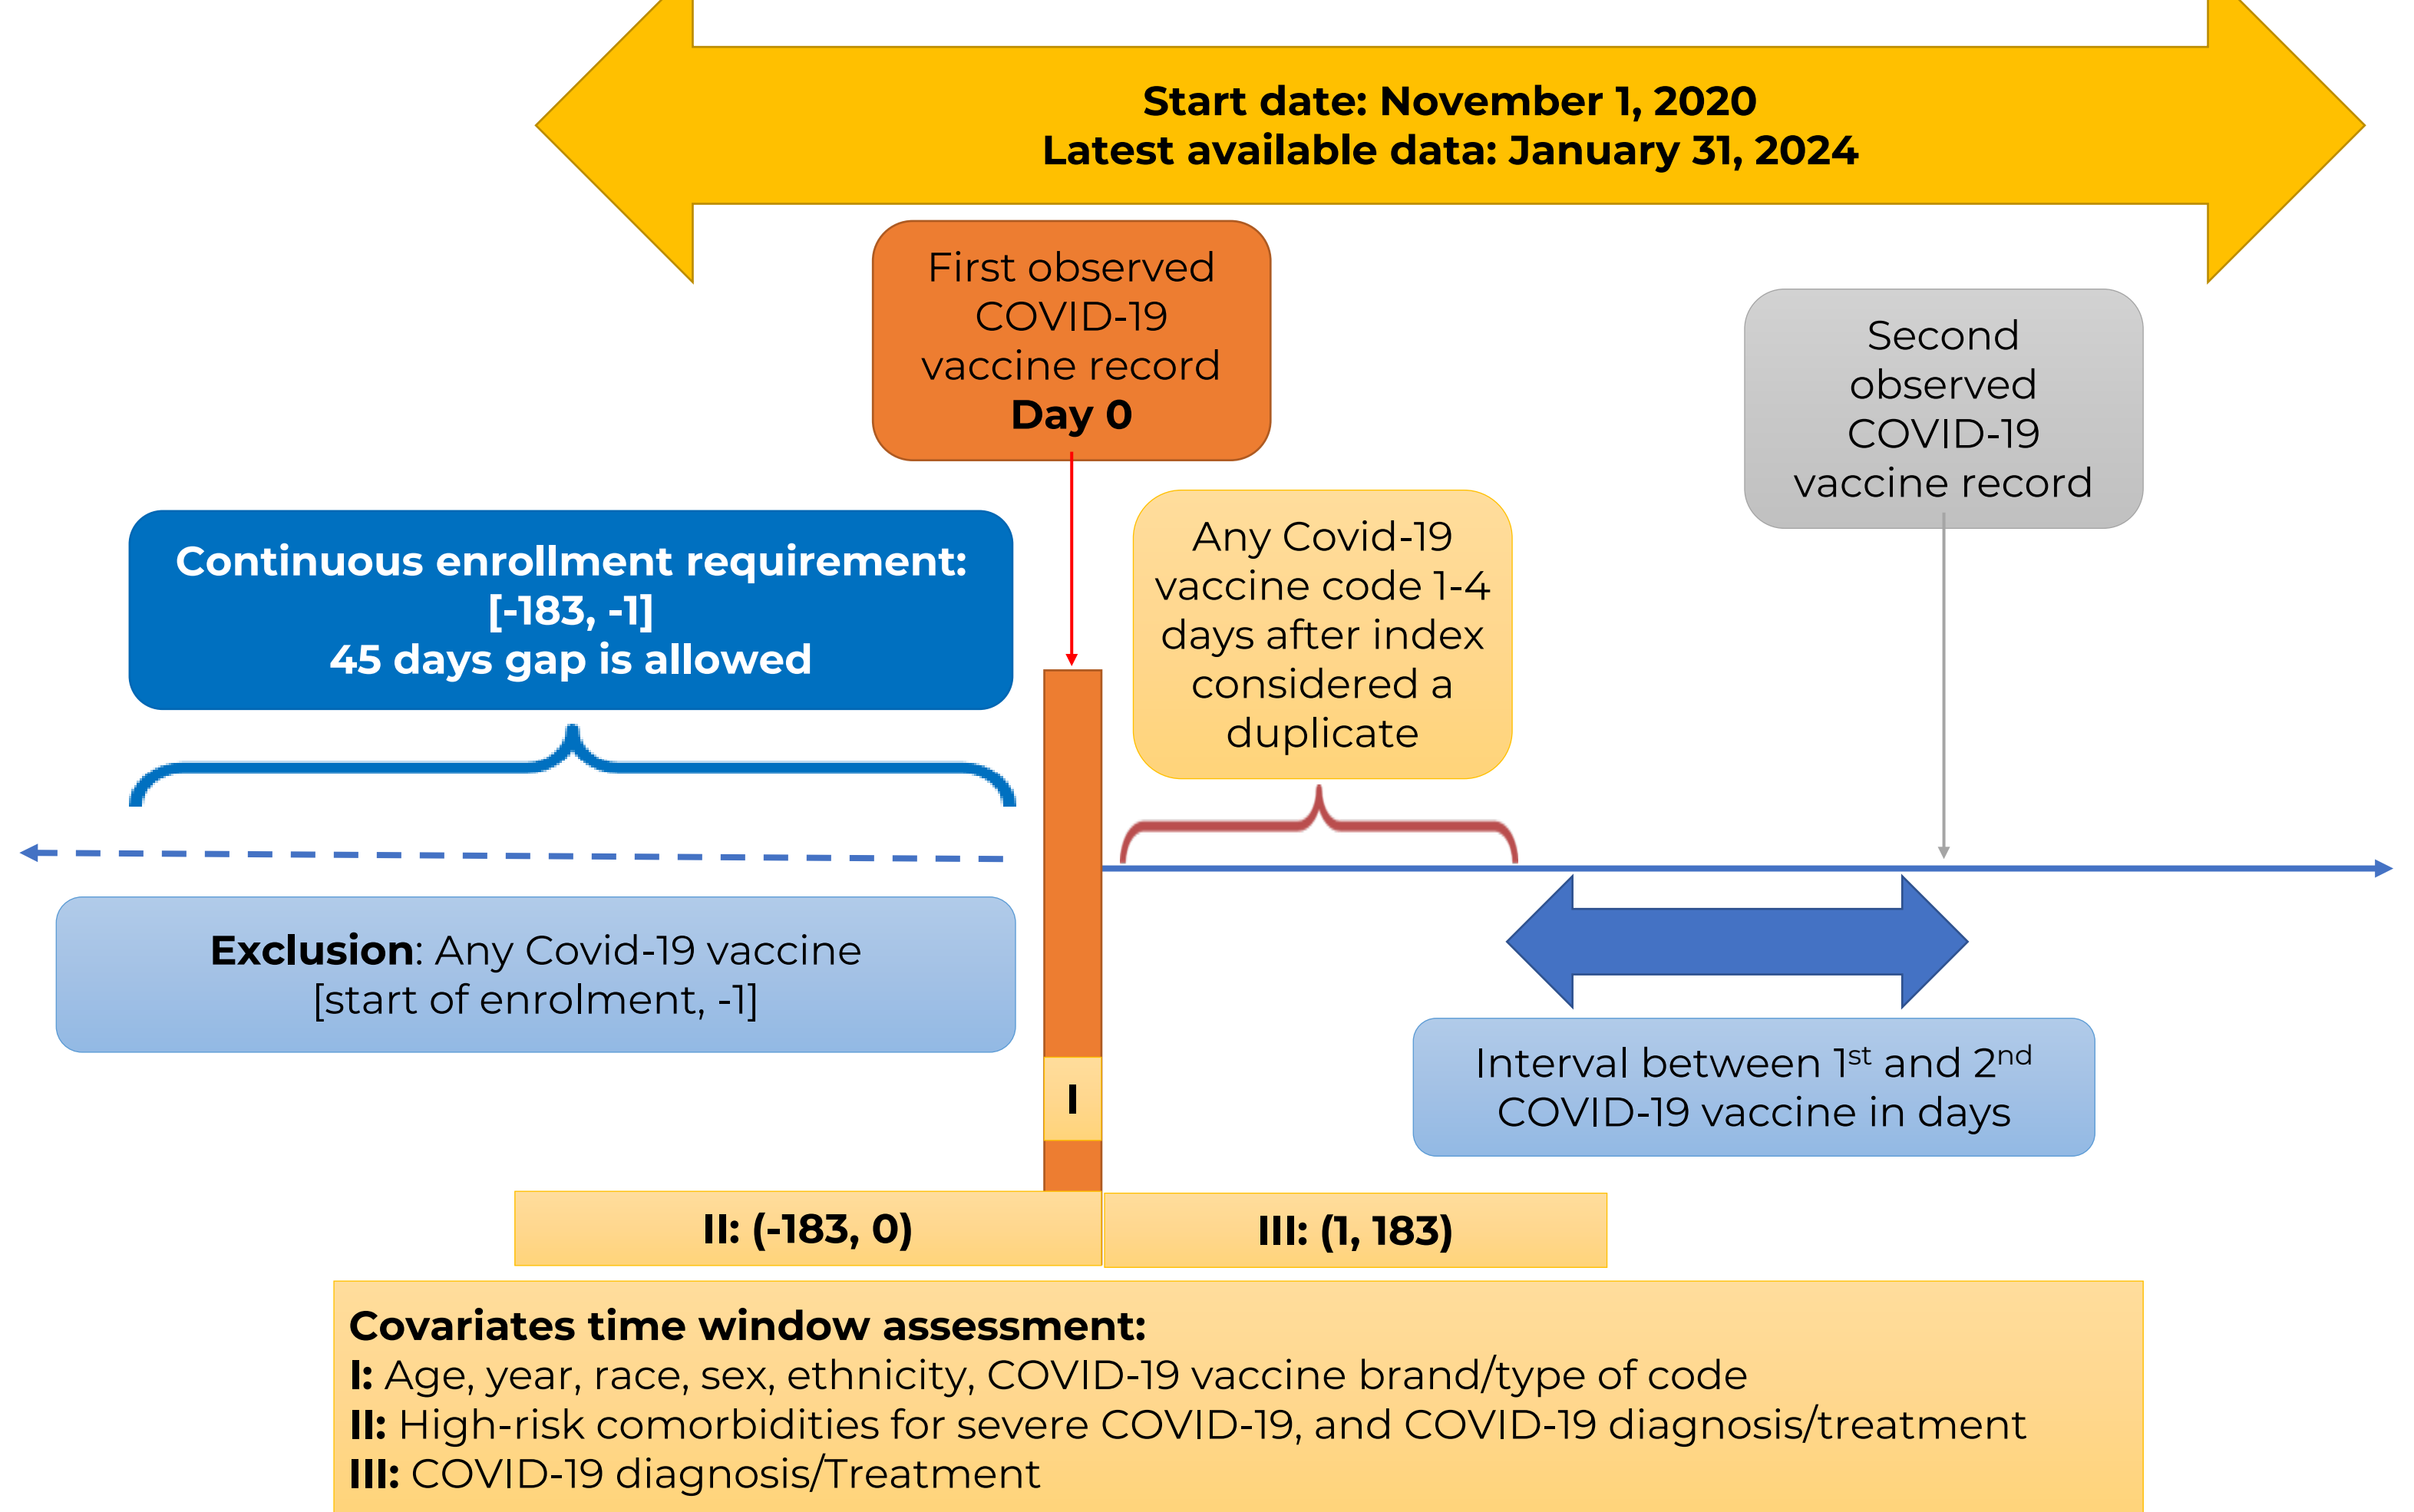 Start date: November 1, 2020
Latest available data: January 31, 2024
First observed
COVID-19
vaccine record
Day 0
Second
observed
COVID-19
vaccine record
Continuous enrollment requirement:
[-183, -1]
45 days gap is allowed
Any Covid-19
vaccine code 1-4
days after index
considered a
duplicate
Exclusion: Any Covid-19 vaccine
[start of enrolment, -1]
Interval between 1st and 2nd
COVID-19 vaccine in days
I
II: (-183, 0)
III: (1, 183)
Covariates time window assessment:
I: Age, year, race, sex, ethnicity, COVID-19 vaccine brand/type of code
II: High-risk comorbidities for severe COVID-19, and COVID-19 diagnosis/treatment
III: COVID-19 diagnosis/Treatment